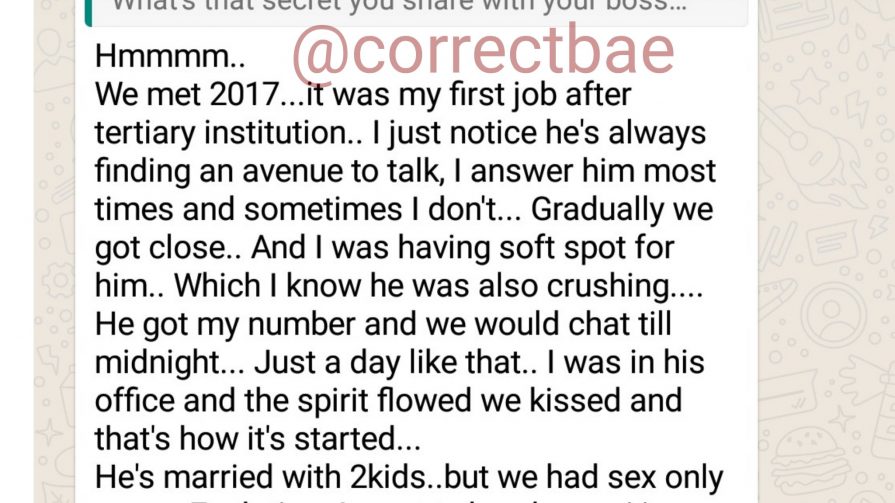 What's that secret you share with your boss...
Hmmmm..
@correctbae
We met 2017...it was my first job after
tertiary institution.. I just notice he's always
finding an avenue to talk, I answer him most
times and sometimes I don't... Gradually we
got close.. And I was having soft spot for
him.. Which I know he was also crushing....
He got my number and we would chat till
midnight... Just a day like that.. I was in his
office and the spirit flowed we kissed and
that's how it's started...
He's married with 2kids..but we had sex only